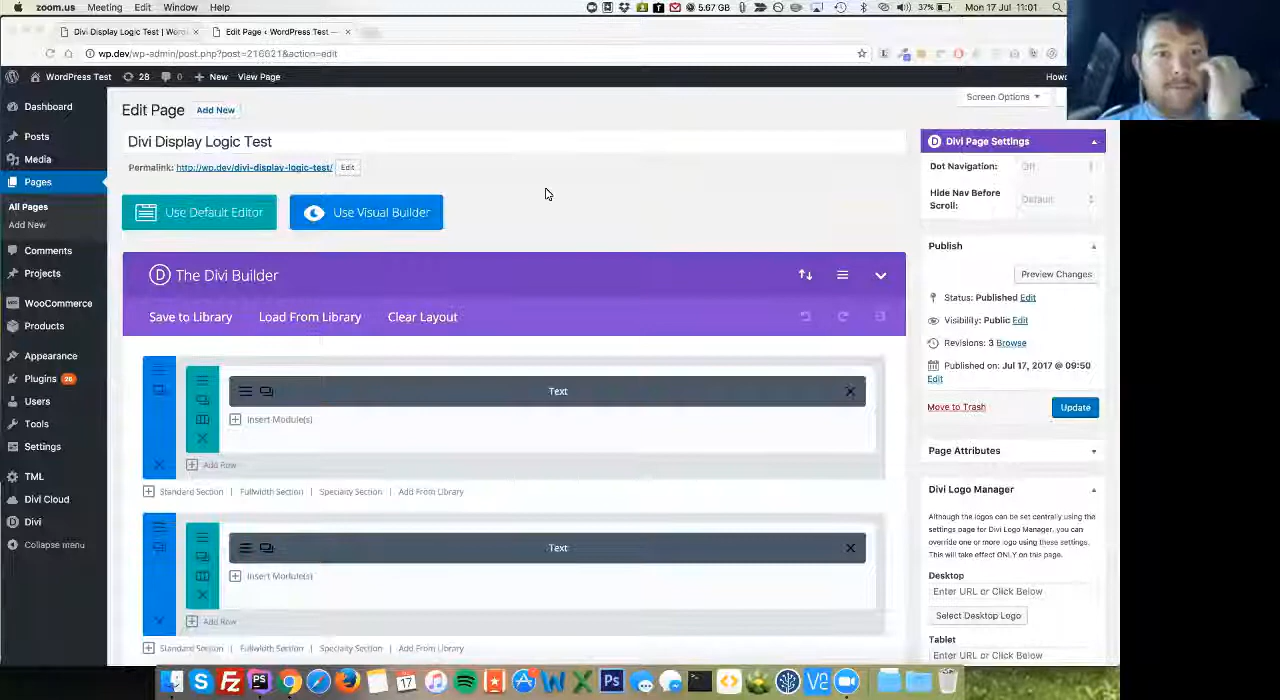 zoom.us Meeting Edit Window Help 5.67 GB 37% Mon 17 Jul 11:01
Divi Display Logic Test | Word Edit Page ‹ WordPress Test —
wp.dev/wp-admin/post.php?post=216621&action=edit
WordPress Test 28 0 New View Page Howd
Dashboard
Posts
Media
Pages
All Pages
Add New
Comments
Projects
WooCommerce
Products
Appearance
Plugins 26
Users
Tools
Settings
TML
Divi Cloud
Divi
Collapse menu
Edit Page Add New
Screen Options
Divi Display Logic Test
Permalink: http://wp.dev/divi-display-logic-test/ Edit
Use Default Editor Use Visual Builder
The Divi Builder
Save to Library Load From Library Clear Layout
Text
Insert Module(s)
Add Row
Standard Section | Fullwidth Section | Specialty Section | Add From Library
Text
Insert Module(s)
Add Row
Standard Section | Fullwidth Section | Specialty Section | Add From Library
Divi Page Settings
Dot Navigation: Off
Hide Nav Before
Scroll:
Default
Publish
Preview Changes
Status: Published Edit
Visibility: Public Edit
Revisions: 3 Browse
Published on: Jul 17, 2017 @ 09:50
Edit
Move to Trash Update
Page Attributes
Divi Logo Manager
Although the logos can be set centrally using the
settings page for Divi Logo Manager, you can
override one or more logo using these settings.
This will take effect ONLY on this page.
Desktop
Enter URL or Click Below
Select Desktop Logo
Tablet
Enter URL or Click Below